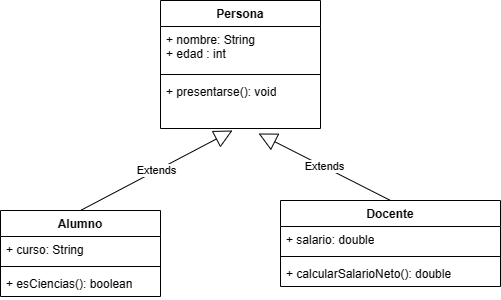 Persona
+ nombre: String
+ edad : int
+ presentarse(): void
Extends
Extends
Alumno
+ curso: String
+ esCiencias(): boolean
Docente
+ salario: double
+ calcularSalarioNeto(): double